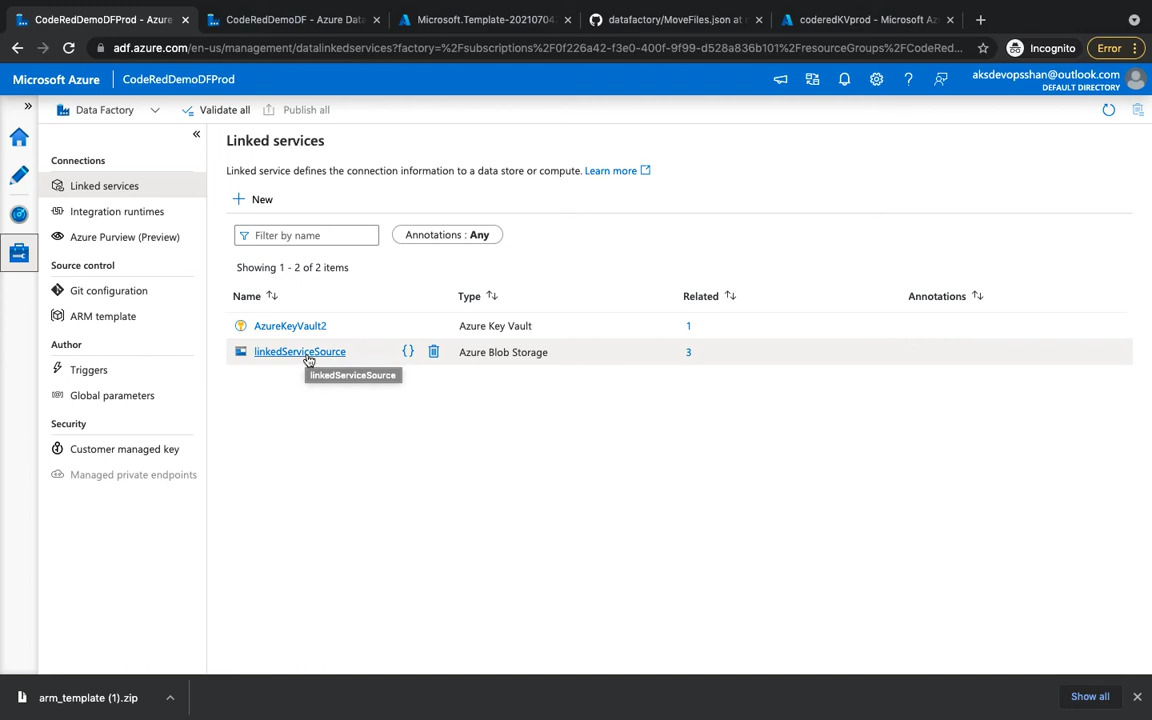 CodeRedDemoDFProd - Azure
CodeRedDemoDF - Azure Data
Microsoft.Template-20210704
datafactory/MoveFiles.json at
coderedKVprod - Microsoft Az
adf.azure.com/en-us/management/datalinkedservices?factory=%2Fsubscriptions%2F0f226a42-f3e0-400f-9f99-d528a836b101%2FresourceGroups%2FCodeRed...
Incognito
Error
Microsoft Azure
CodeRedDemoDFProd
aksdevopsshan@outlook.com
DEFAULT DIRECTORY
Data Factory
Validate all
Publish all
Connections
Linked services
Integration runtimes
Azure Purview (Preview)
Source control
Git configuration
ARM template
Author
Triggers
Global parameters
Security
Customer managed key
Managed private endpoints
Linked services
Linked service defines the connection information to a data store or compute. Learn more
New
Filter by name
Annotations : Any
Showing 1 - 2 of 2 items
Name Type Related Annotations
AzureKeyVault2 Azure Key Vault 1
linkedServiceSource {} Azure Blob Storage 3
linkedServiceSource
arm_template (1).zip
Show all